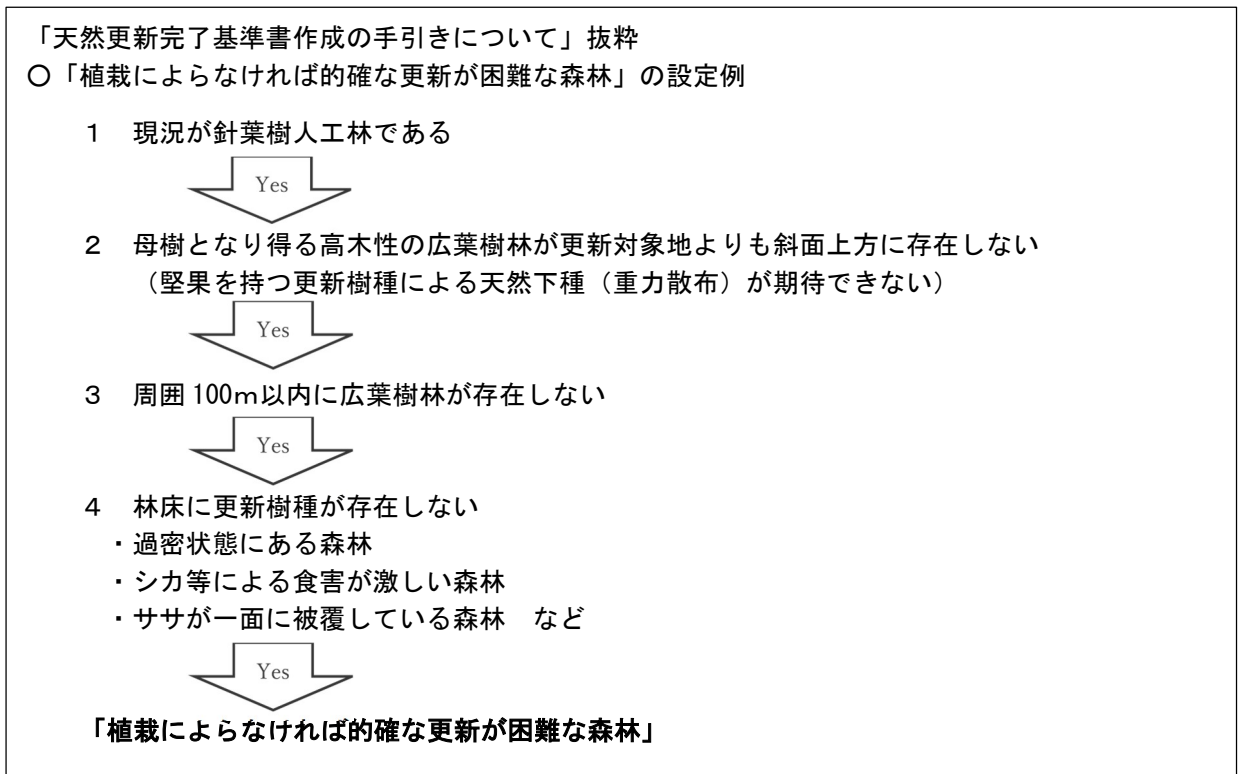 「天然更新完了基準書作成の手引きについて」抜粋
〇「植栽によらなければ的確な更新が困難な森林」の設定例
１　現況が針葉樹人工林である
Yes
２　母樹となり得る高木性の広葉樹林が更新対象地よりも斜面上方に存在しない
（堅果を持つ更新樹種による天然下種（重力散布）が期待できない）
Yes
３　周囲 100ｍ以内に広葉樹林が存在しない
Yes
４　林床に更新樹種が存在しない
・過密状態にある森林
・シカ等による食害が激しい森林
・ササが一面に被覆している森林　など
Yes
「植栽によらなければ的確な更新が困難な森林」